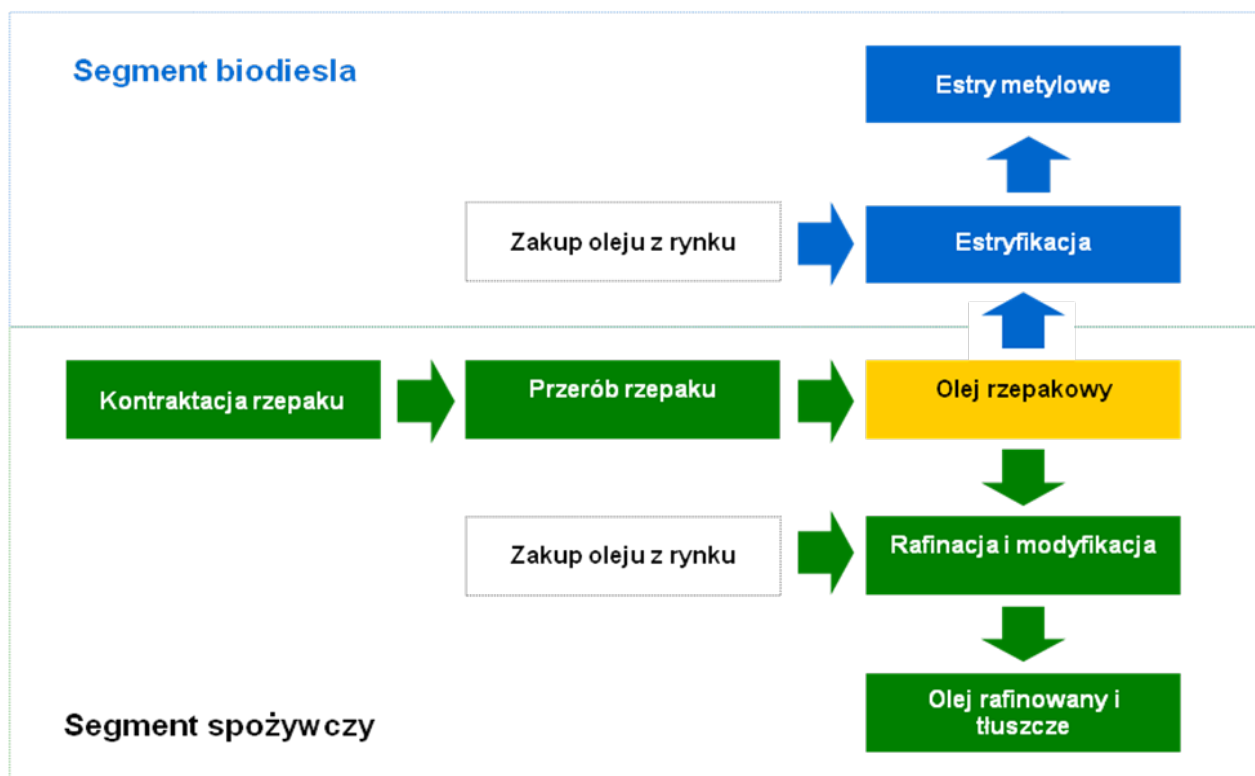 Segment biodiesla
Estry metylowe
Zakup oleju z rynku
Estryfikacja
Kontraktacja rzepaku
Przerób rzepaku
Olej rzepakowy
Zakup oleju z rynku
Rafinacja i modyfikacja
Olej rafinowany i
tłuszcze
Segment spożywczy